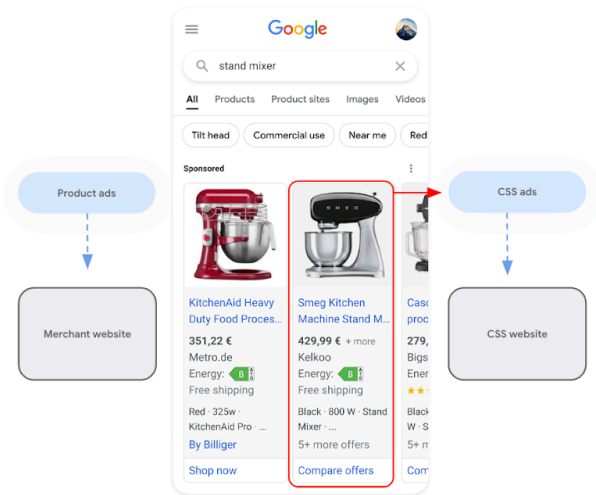 Google
stand mixer
All Products Product sites Images Videos
Tilt head Commercial use Near me Red
Sponsored
Product ads
Merchant website
SMEG
KitchenAid Heavy
Duty Food Proces...
351,22 €
Metro.de
Energy: B
Free shipping
Red · 325w ·
KitchenAid Pro · ...
By Billiger
Shop now
Smeg Kitchen
Machine Stand M...
429,99 € + more
Kelkoo
Energy: B
Free shipping
Black · 800 W · Stand
Mixer · ...
5+ more offers
Compare offers
Casc
proc
279,
Bigs
Ener
Free
Black
W · S
5+ m
Com
CSS ads
CSS website